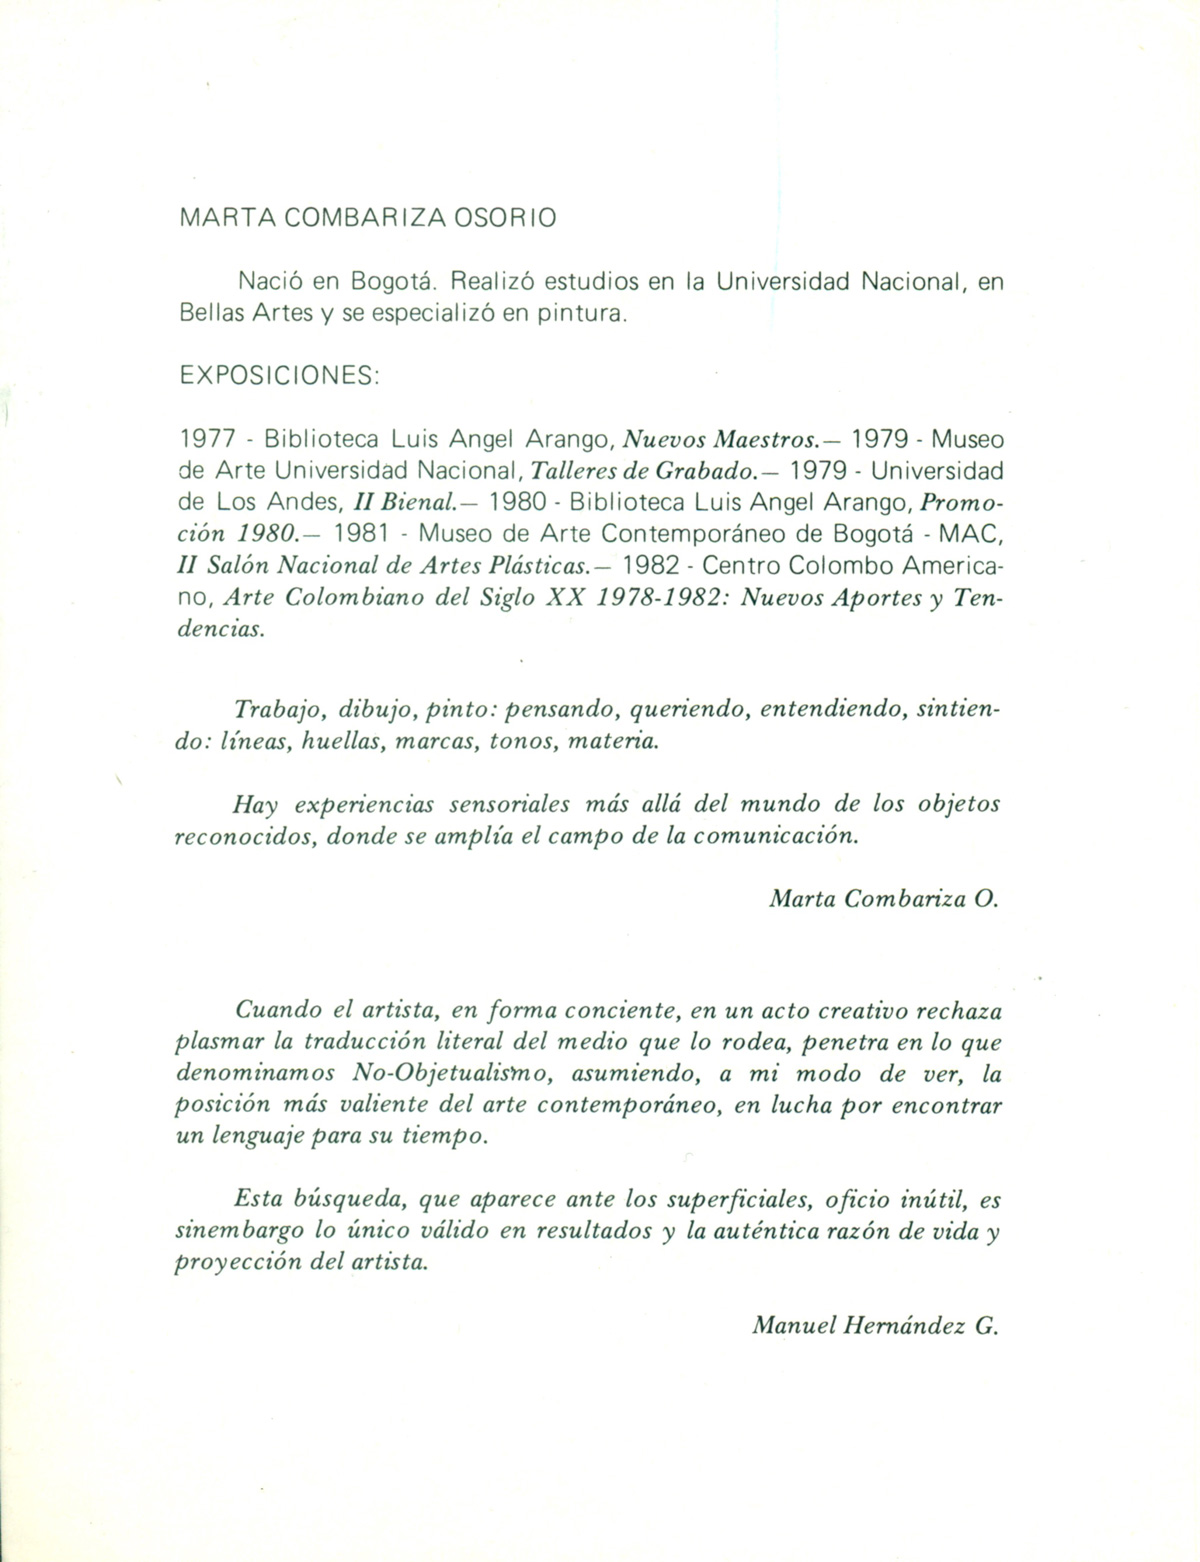 MARTA COMBARIZA OSORIO
Nació en Bogotá. Realizó estudios en la Universidad Nacional, en
Bellas Artes y se especializó en pintura.
EXPOSICIONES:
1977 - Biblioteca Luis Angel Arango, Nuevos Maestros.— 1979 - Museo
de Arte Universidad Nacional, Talleres de Grabado.— 1979 - Universidad
de Los Andes, II Bienal.— 1980 - Biblioteca Luis Angel Arango, Promo-
ción 1980.— 1981 - Museo de Arte Contemporáneo de Bogotá - MAC,
II Salón Nacional de Artes Plásticas.— 1982 - Centro Colombo America-
no, Arte Colombiano del Siglo XX 1978-1982: Nuevos Aportes y Ten-
dencias.
Trabajo, dibujo, pinto: pensando, queriendo, entendiendo, sintien-
do: líneas, huellas, marcas, tonos, materia.
Hay experiencias sensoriales más allá del mundo de los objetos
reconocidos, donde se amplía el campo de la comunicación.
Marta Combariza O.
Cuando el artista, en forma conciente, en un acto creativo rechaza
plasmar la traducción literal del medio que lo rodea, penetra en lo que
denominamos No-Objetualismo, asumiendo, a mi modo de ver, la
posición más valiente del arte contemporáneo, en lucha por encontrar
un lenguaje para su tiempo.
Esta búsqueda, que aparece ante los superficiales, oficio inútil, es
sinembargo lo único válido en resultados y la auténtica razón de vida y
proyección del artista.
Manuel Hernández G.